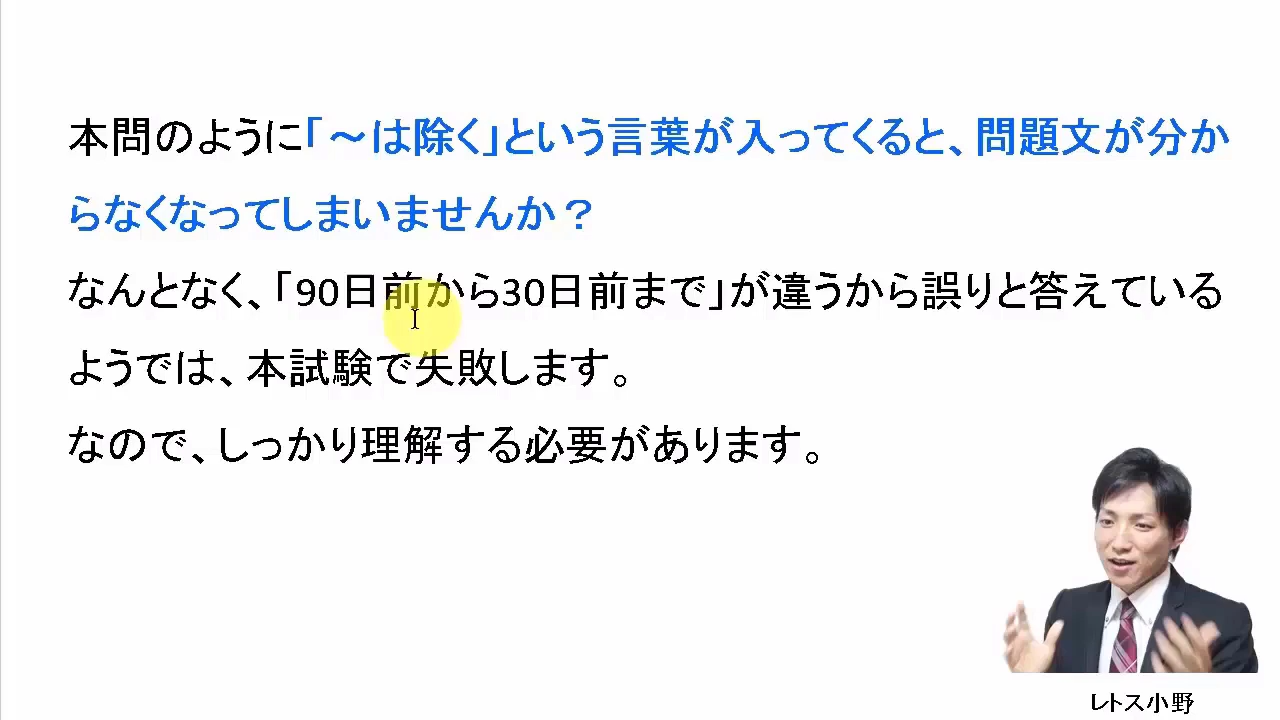 本問のように「～は除く」という言葉が入ってくると、問題文が分か
らなくなってしまいませんか？
なんとなく、「90日前から30日前まで」が違うから誤りと答えている
ようでは、本試験で失敗します。
なので、しっかり理解する必要があります。
レトス小野